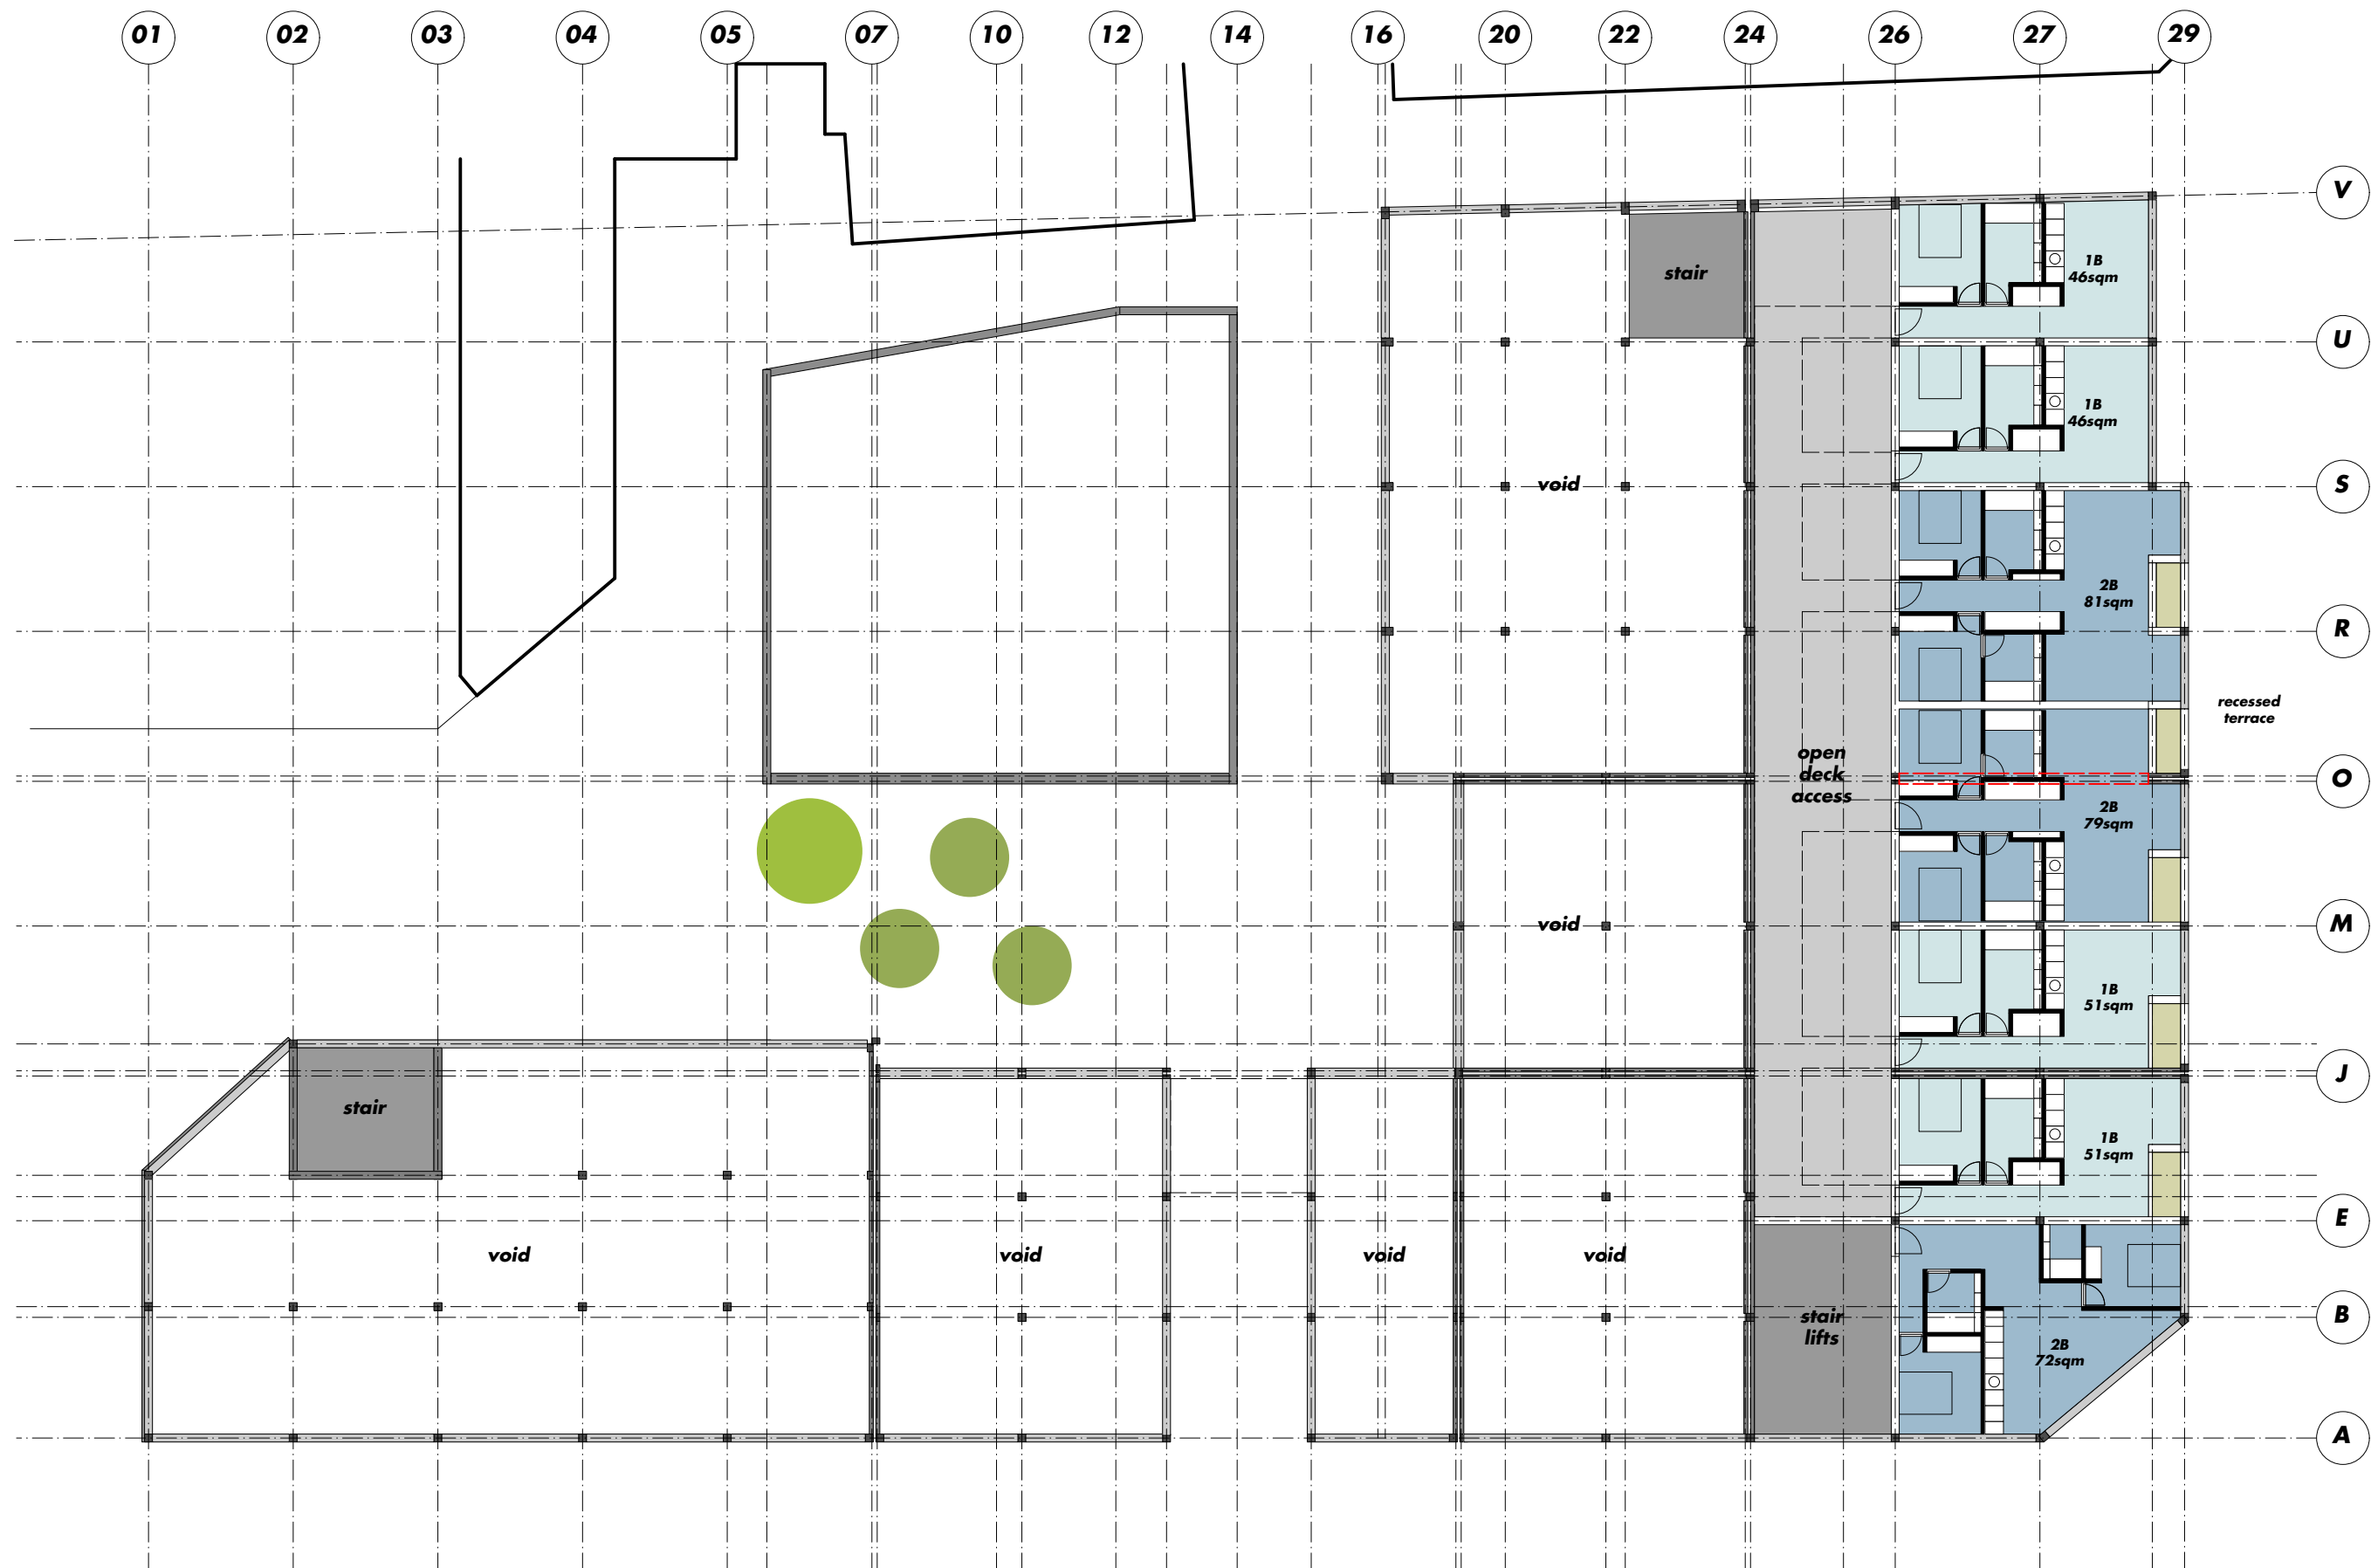 01 02 03 04 05 07 10 12 14 16 20 22 24 26 27 29
V
stair
1B
46sqm
U
1B
46sqm
void
S
2B
81sqm
R
recessed
terrace
open
deck
access
O
2B
79sqm
void
M
1B
51sqm
J
stair
1B
51sqm
E
void
void
void
void
stair
lifts
B
2B
72sqm
A